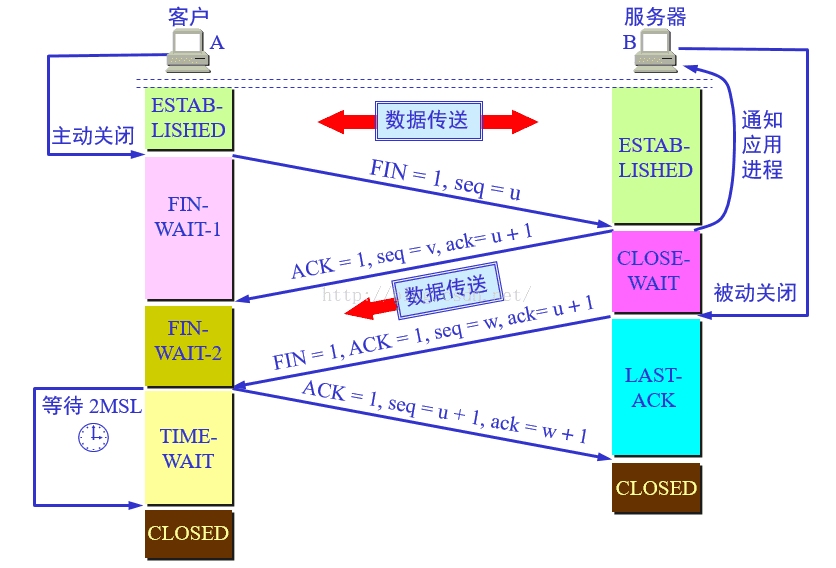 客户
A
服务器
B
ESTAB-
LISHED
数据传送
主动关闭
FIN = 1, seq = u
ESTAB-
LISHED
通知
应用
进程
FIN-
WAIT-1
ACK = 1, seq = v, ack= u + 1
CLOSE-
WAIT
数据传送
被动关闭
FIN-
WAIT-2
FIN = 1, ACK = 1, seq = w, ack= u + 1
LAST-
ACK
等待 2MSL
ACK = 1, seq = u + 1, ack = w + 1
TIME-
WAIT
CLOSED
CLOSED